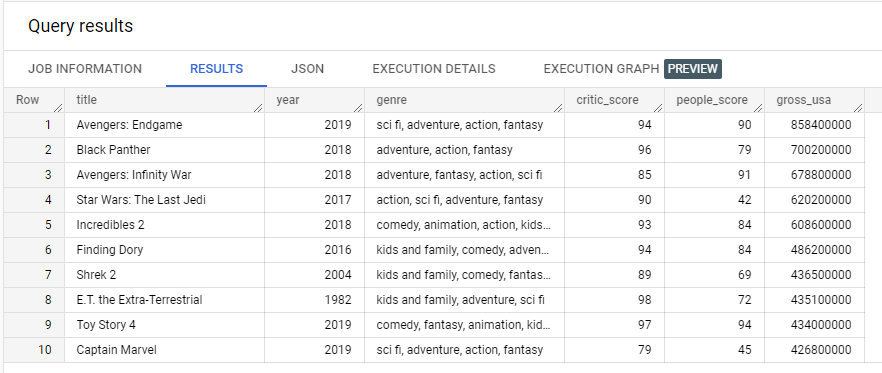 Query results
JOB INFORMATION RESULTS JSON EXECUTION DETAILS EXECUTION GRAPH PREVIEW
Row title year genre critic_score people_score gross_usa
1 Avengers: Endgame 2019 sci fi, adventure, action, fantasy 94 90 858400000
2 Black Panther 2018 adventure, action, fantasy 96 79 700200000
3 Avengers: Infinity War 2018 adventure, fantasy, action, sci fi 85 91 678800000
4 Star Wars: The Last Jedi 2017 action, sci fi, adventure, fantasy 90 42 620200000
5 Incredibles 2 2018 comedy, animation, action, kids... 93 84 608600000
6 Finding Dory 2016 kids and family, comedy, adven... 94 84 486200000
7 Shrek 2 2004 kids and family, comedy, fantas... 89 69 436500000
8 E.T. the Extra-Terrestrial 1982 kids and family, adventure, sci fi 98 72 435100000
9 Toy Story 4 2019 comedy, fantasy, animation, kid... 97 94 434000000
10 Captain Marvel 2019 sci fi, adventure, action, fantasy 79 45 426800000